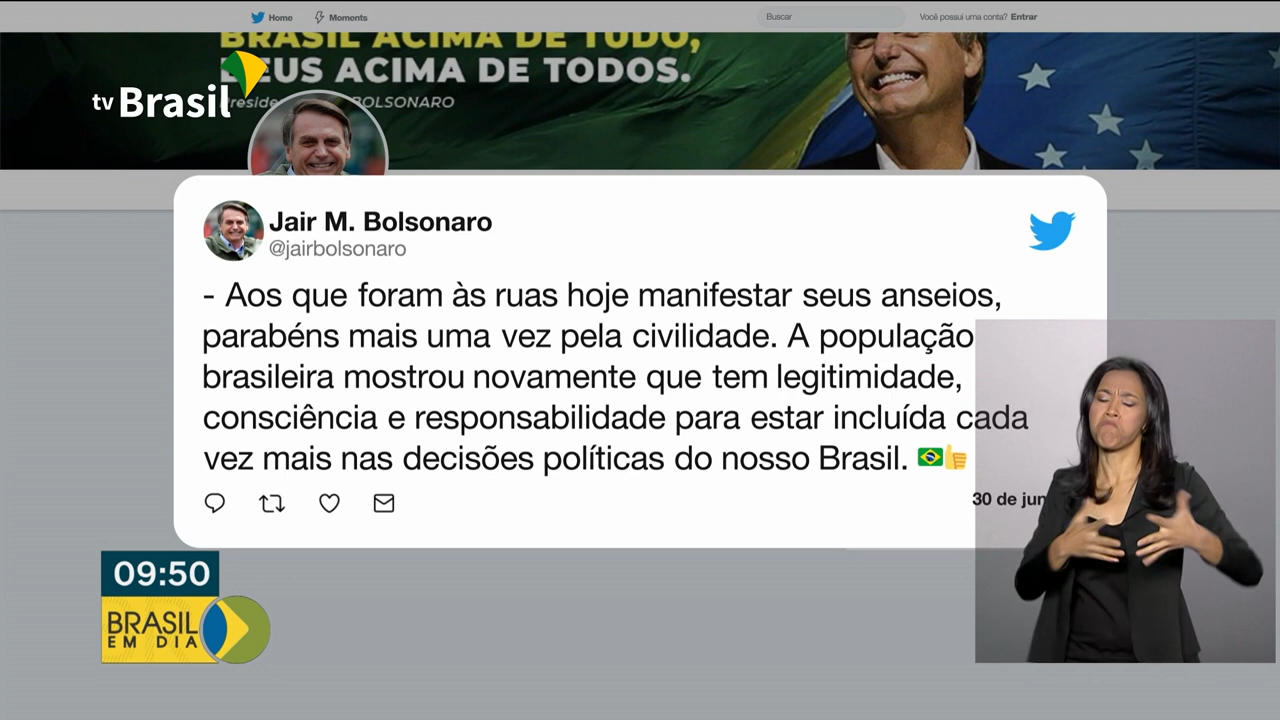 Home Moments Buscar Você possui uma conta? Entrar
BRASIL ACIMA DE TUDO,
DEUS ACIMA DE TODOS.
tv Brasil
BOLSONARO
Jair M. Bolsonaro
@jairbolsonaro
- Aos que foram às ruas hoje manifestar seus anseios,
parabéns mais uma vez pela civilidade. A população
brasileira mostrou novamente que tem legitimidade,
consciência e responsabilidade para estar incluída cada
vez mais nas decisões políticas do nosso Brasil. 🇧🇷👍
30 de jun
09:50
BRASIL
EM DIA